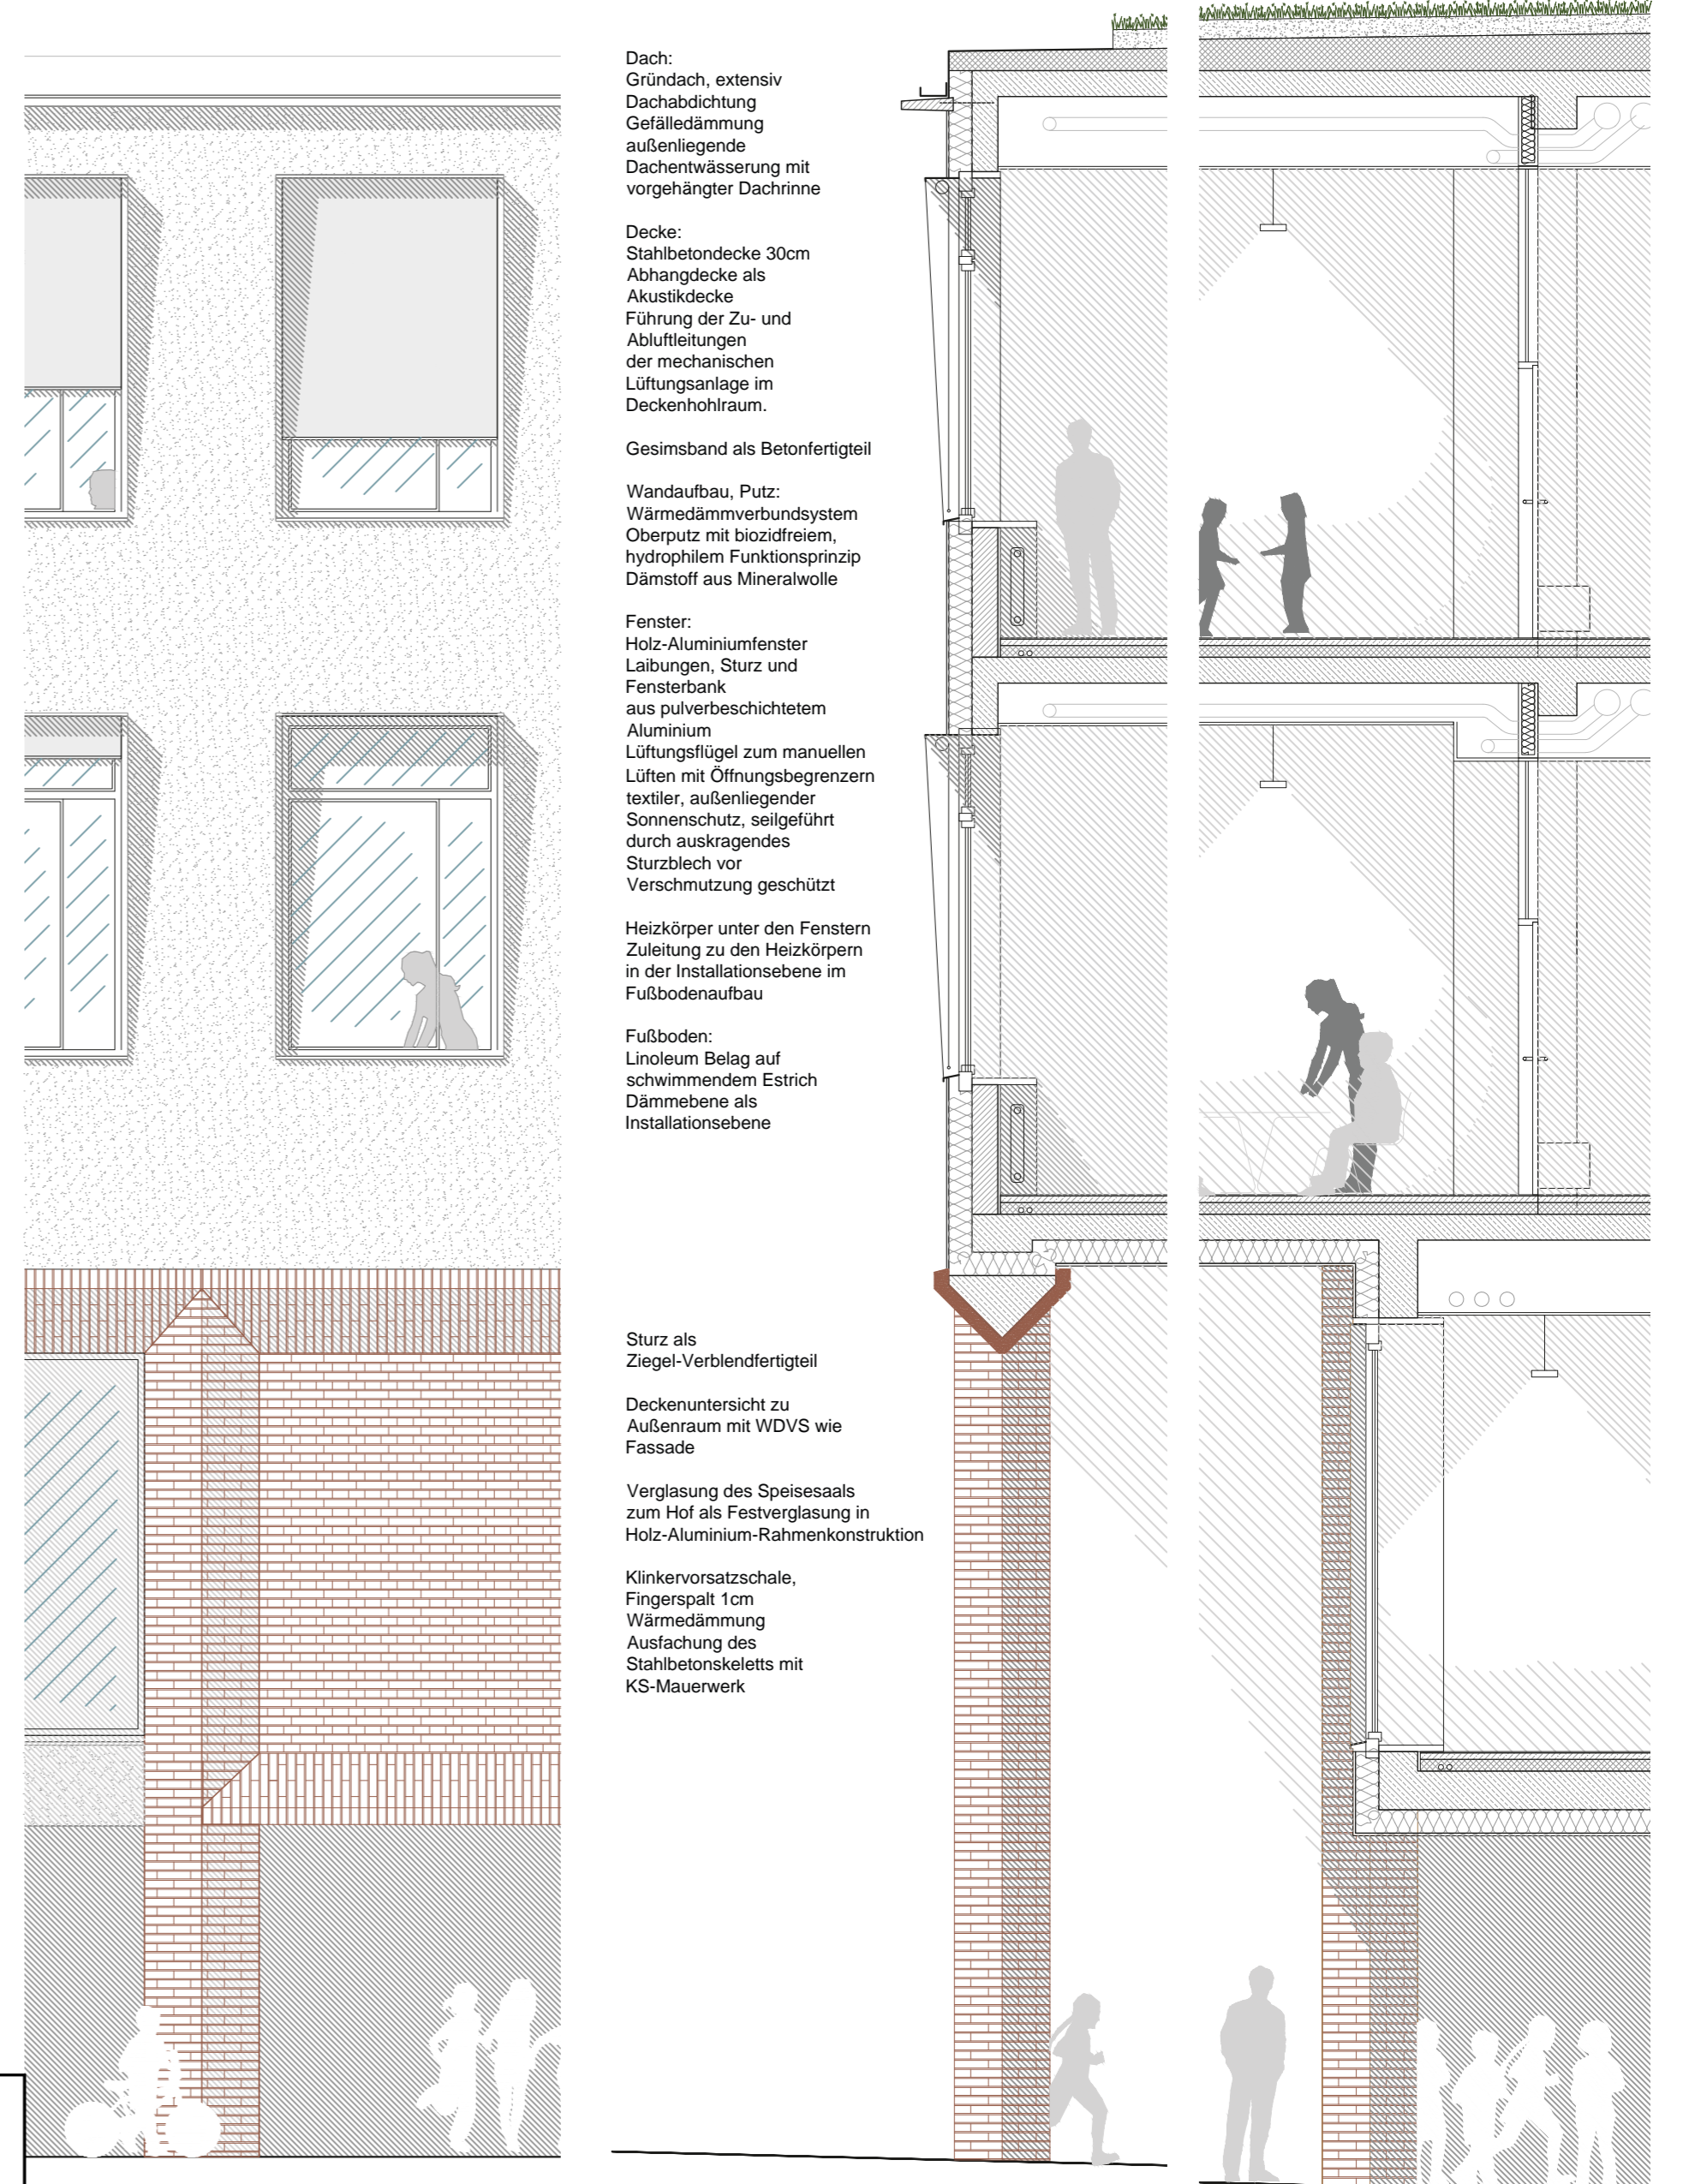 Dach:
Gründach, extensiv
Dachabdichtung
Gefälledämmung
außenliegende
Dachentwässerung mit
vorgehängter Dachrinne
Decke:
Stahlbetondecke 30cm
Abhangdecke als
Akustikdecke
Führung der Zu- und
Abluftleitungen
der mechanischen
Lüftungsanlage im
Deckenhohlraum.
Gesimsband als Betonfertigteil
Wandaufbau, Putz:
Wärmedämmverbundsystem
Oberputz mit biozidfreiem,
hydrophilem Funktionsprinzip
Dämstoff aus Mineralwolle
Fenster:
Holz-Aluminiumfenster
Laibungen, Sturz und
Fensterbank
aus pulverbeschichtetem
Aluminium
Lüftungsflügel zum manuellen
Lüften mit Öffnungsbegrenzern
textiler, außenliegender
Sonnenschutz, seilgeführt
durch auskragendes
Sturzblech vor
Verschmutzung geschützt
Heizkörper unter den Fenstern
Zuleitung zu den Heizkörpern
in der Installationsebene im
Fußbodenaufbau
Fußboden:
Linoleum Belag auf
schwimmendem Estrich
Dämmebene als
Installationsebene
Sturz als
Ziegel-Verblendfertigteil
Deckenuntersicht zu
Außenraum mit WDVS wie
Fassade
Verglasung des Speisesaals
zum Hof als Festverglasung in
Holz-Aluminium-Rahmenkonstruktion
Klinkervorsatzschale,
Fingerspalt 1cm
Wärmedämmung
Ausfachung des
Stahlbetonskeletts mit
KS-Mauerwerk